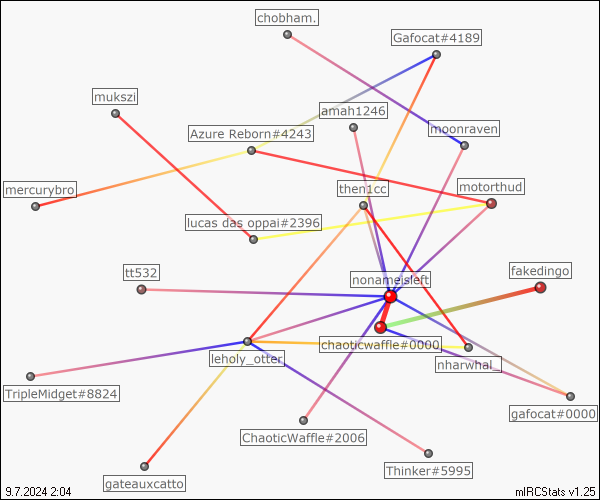 chobham.
Gafocat#4189
mukszi
amah1246
Azure Reborn#4243
moonraven
mercurybro
then1cc
motorthud
lucas das oppai#2396
tt532
nonameisleft
fakedingo
chaoticwaffle#0000
leholy_otter
nharwhal_
TripleMidget#8824
gafocat#0000
ChaoticWaffle#2006
Thinker#5995
gateauxcatto
9.7.2024 2:04
mIRCStats v1.25